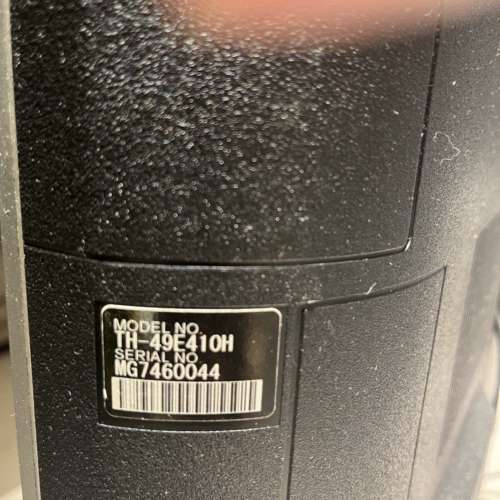 MODEL NO.
TH-49E410H
SERIAL NO
MG7460044